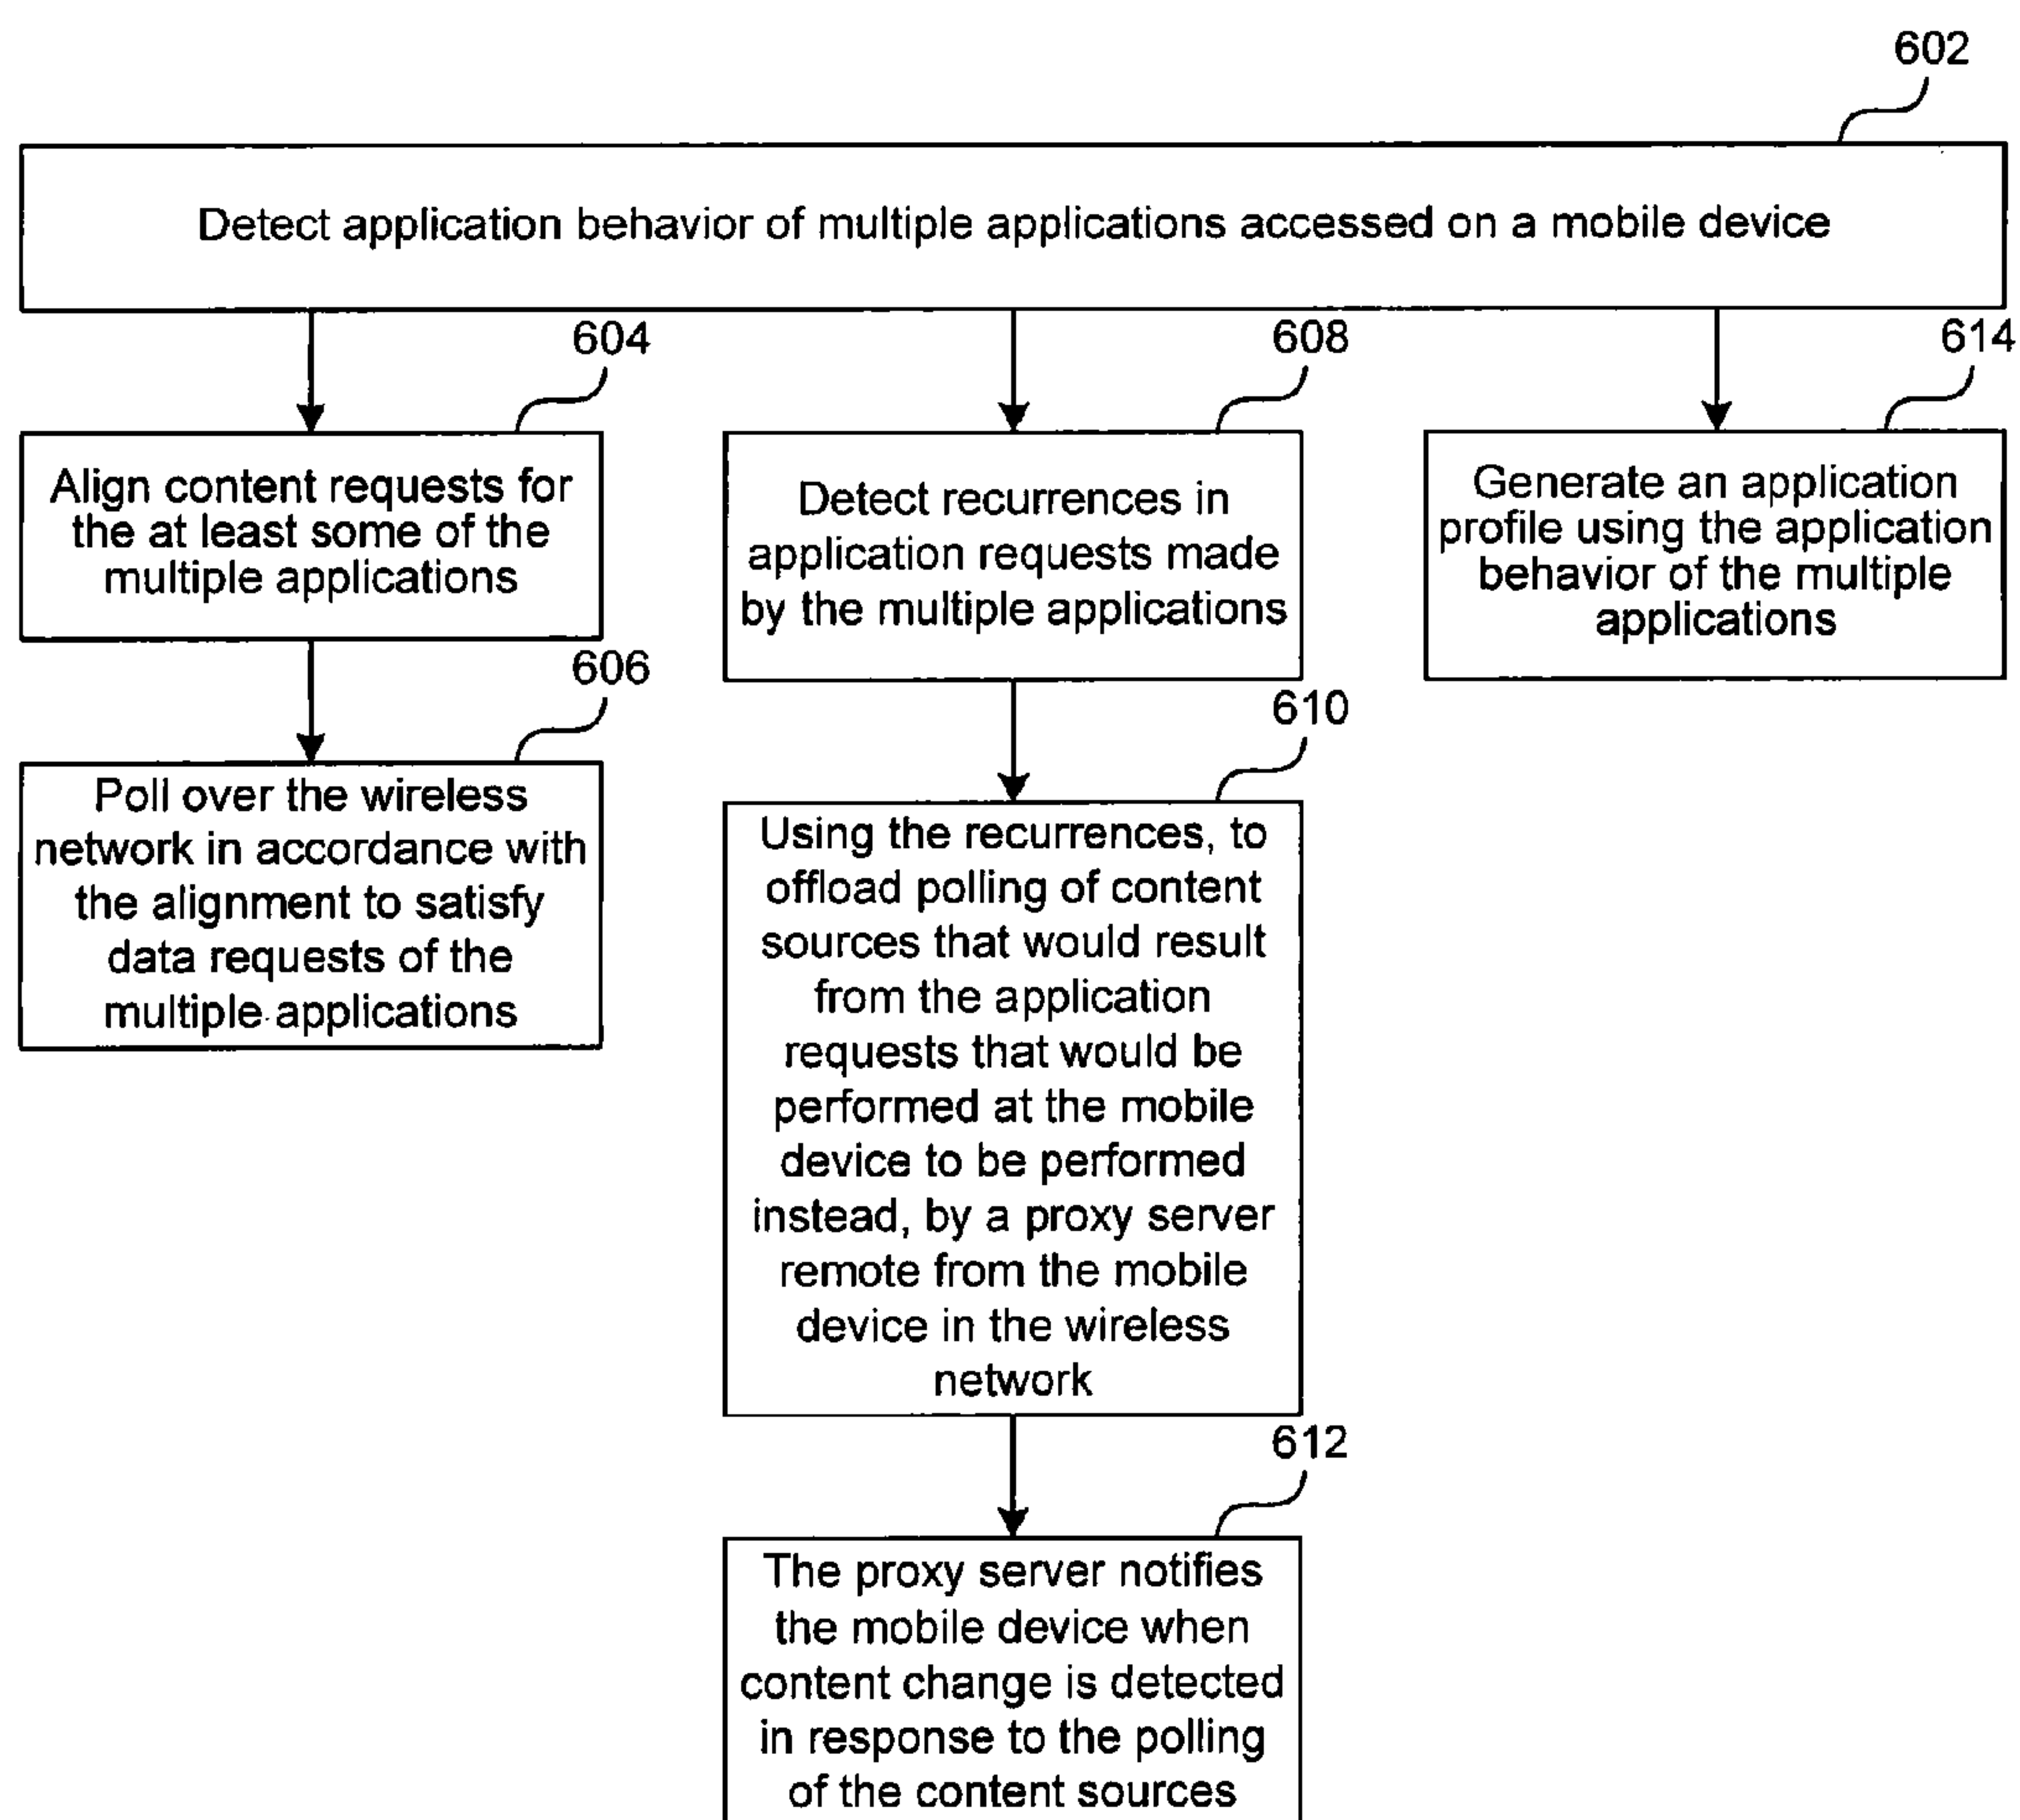 602
Detect application behavior of multiple applications accessed on a mobile device
604
Align content requests for
the at least some of the
multiple applications
606
Poll over the wireless
network in accordance with
the alignment to satisfy
data requests of the
multiple applications
608
Detect recurrences in
application requests made
by the multiple applications
610
Using the recurrences, to
offload polling of content
sources that would result
from the application
requests that would be
performed at the mobile
device to be performed
instead, by a proxy server
remote from the mobile
device in the wireless
network
612
The proxy server notifies
the mobile device when
content change is detected
in response to the polling
of the content sources
614
Generate an application
profile using the application
behavior of the multiple
applications